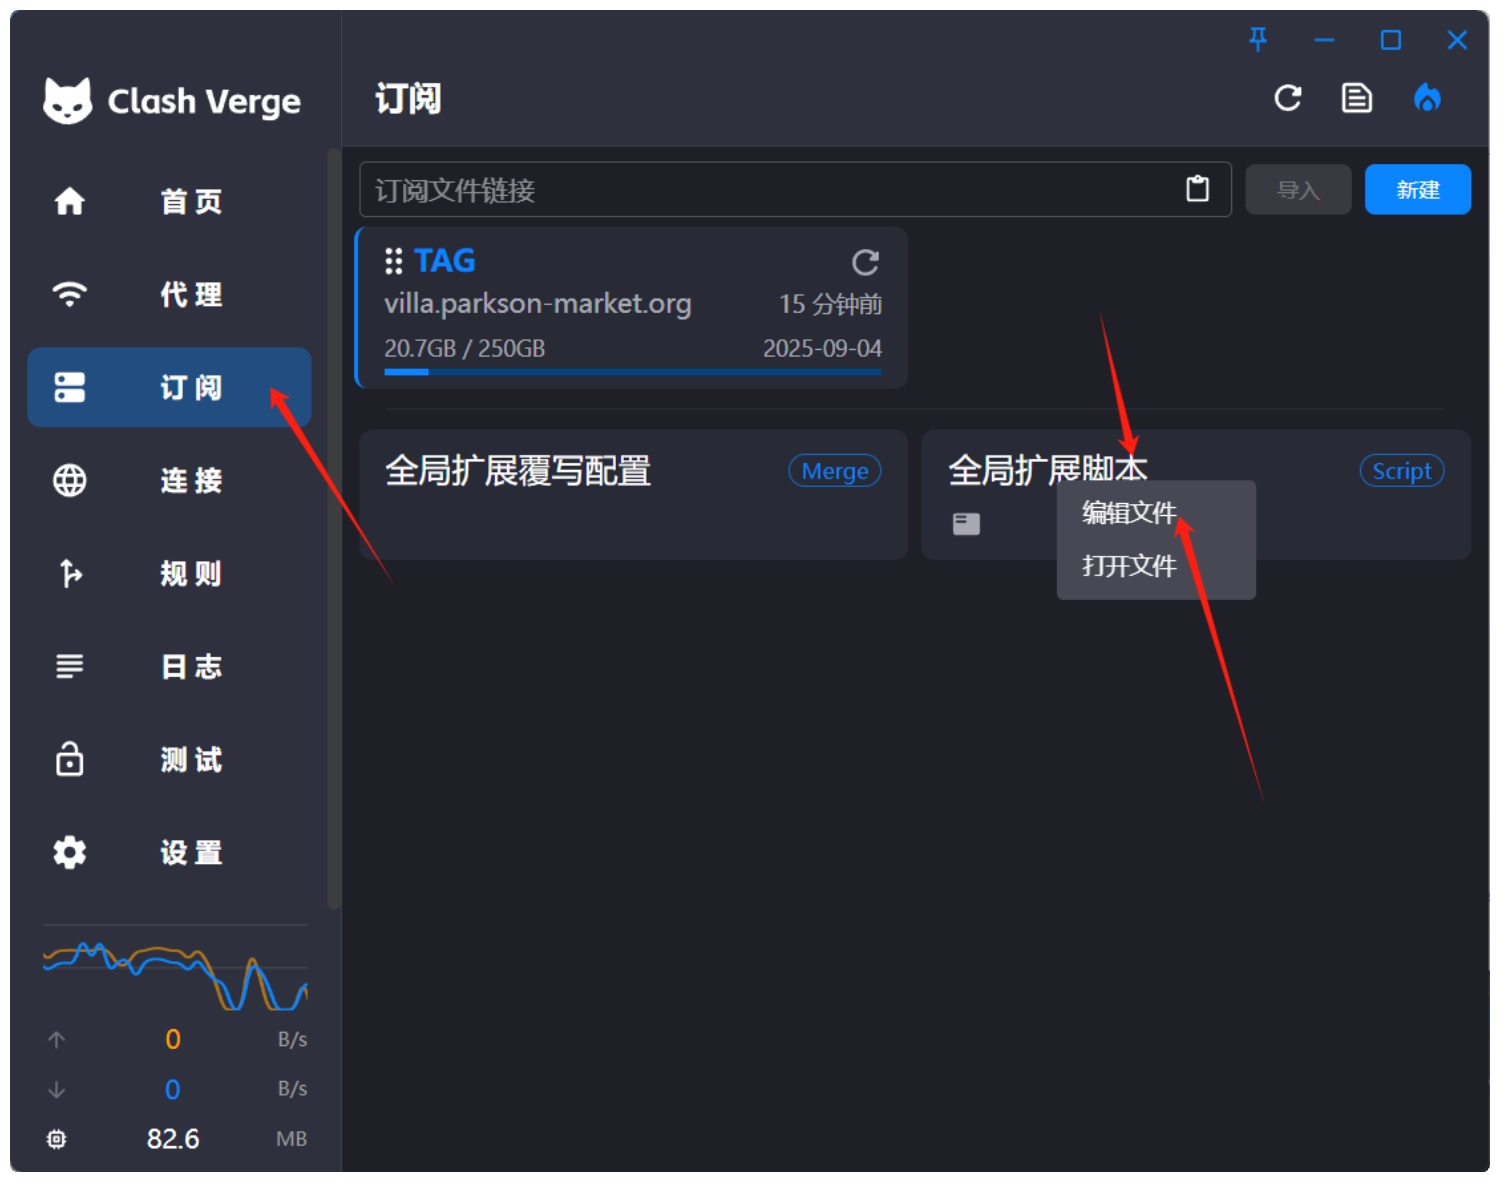 Clash Verge
订阅
首 页
代 理
订 阅
连 接
规 则
日 志
测 试
设 置
0 B/s
0 B/s
82.6 MB
订阅文件链接
导入
新建
TAG
villa.parkson-market.org 15 分钟前
20.7GB / 250GB 2025-09-04
全局扩展覆写配置 Merge
全局扩展脚本 Script
编辑文件
打开文件